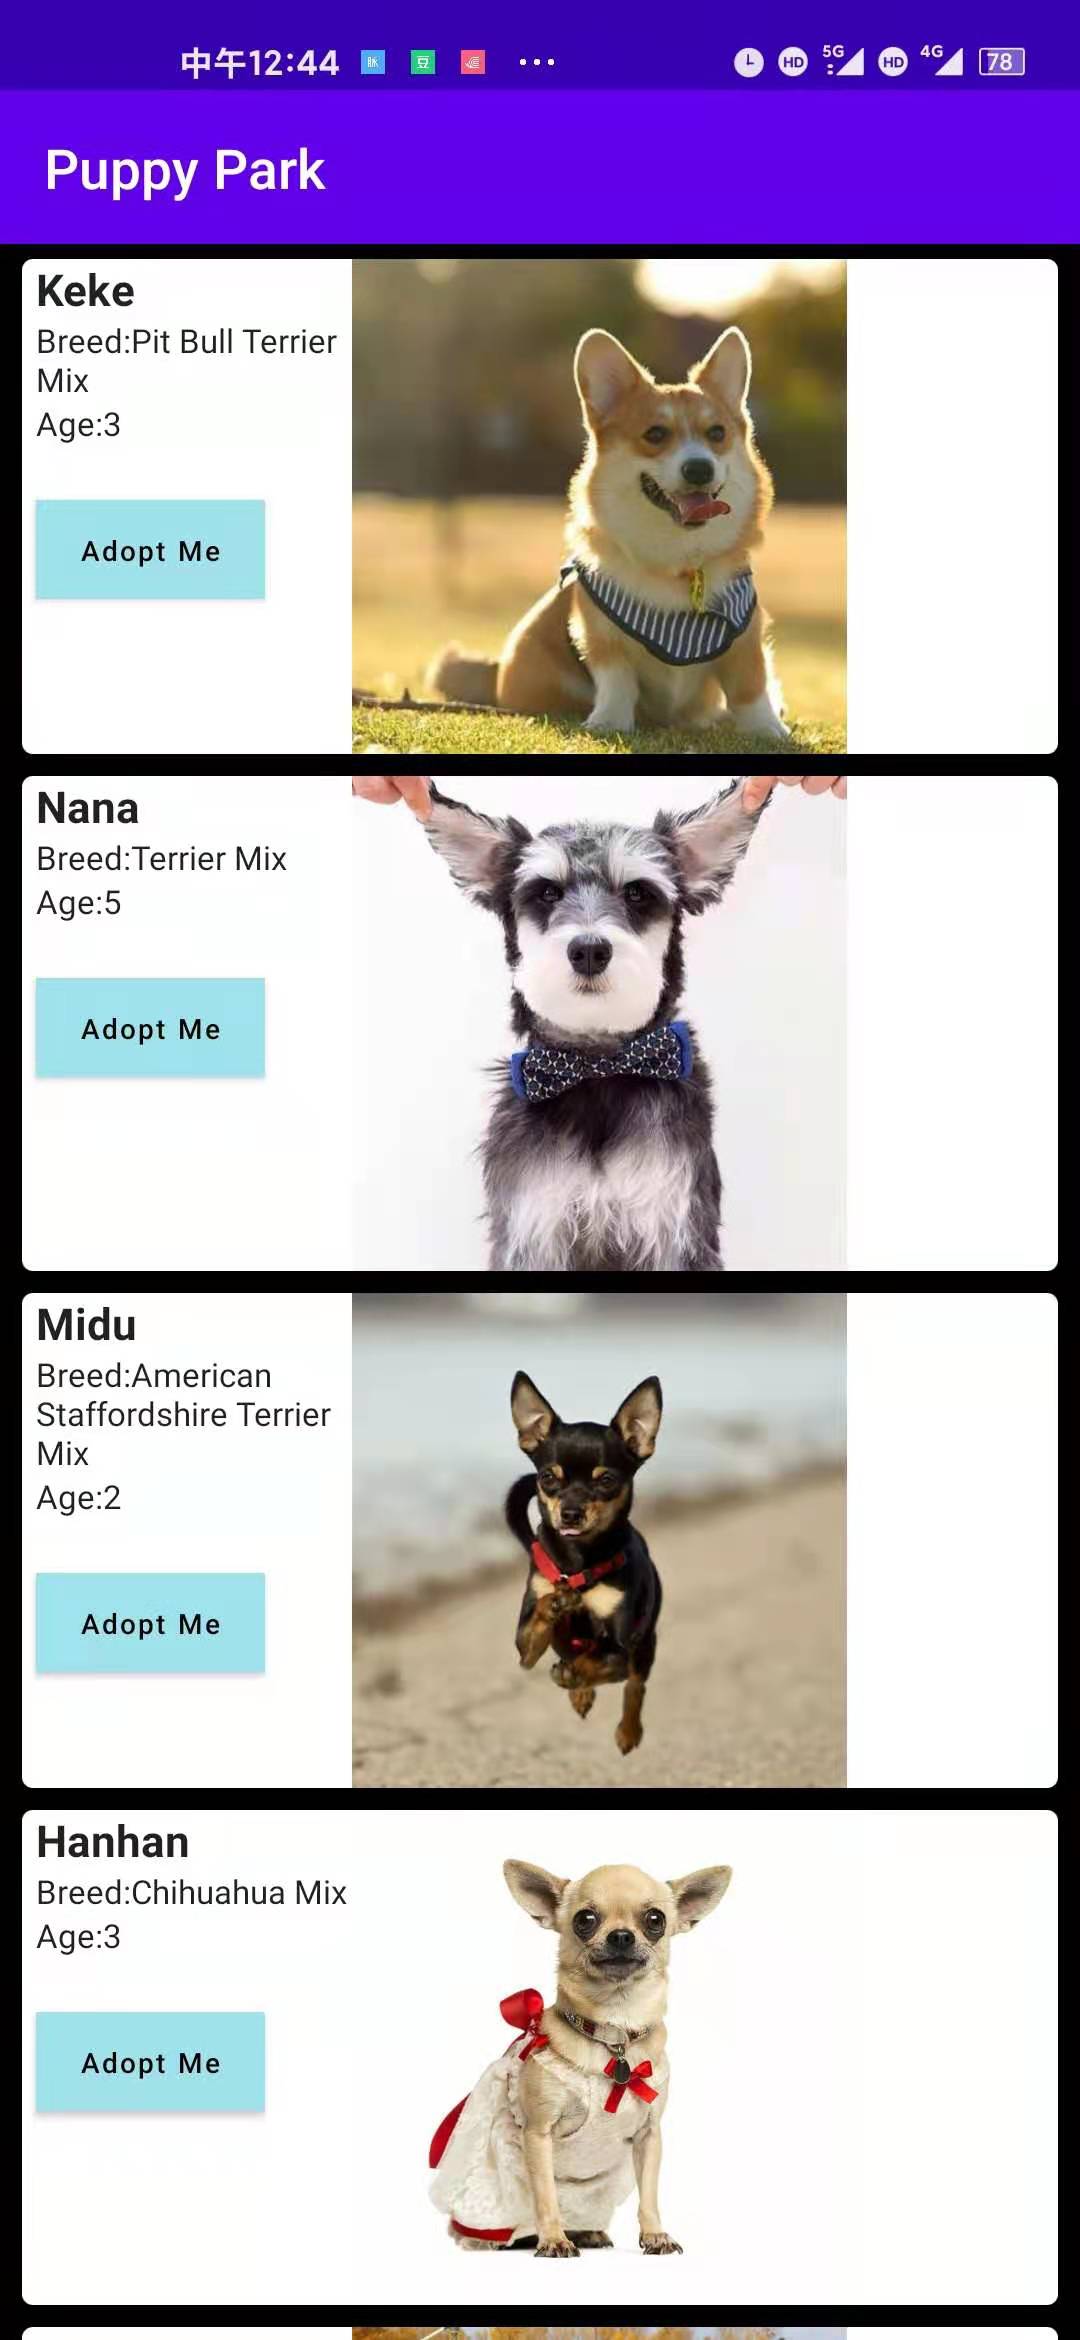 中午12:44
脉 豆
HD 5G HD 4G 78
Puppy Park
Keke
Breed:Pit Bull Terrier
Mix
Age:3
Adopt Me
Nana
Breed:Terrier Mix
Age:5
Adopt Me
Midu
Breed:American
Staffordshire Terrier
Mix
Age:2
Adopt Me
Hanhan
Breed:Chihuahua Mix
Age:3
Adopt Me